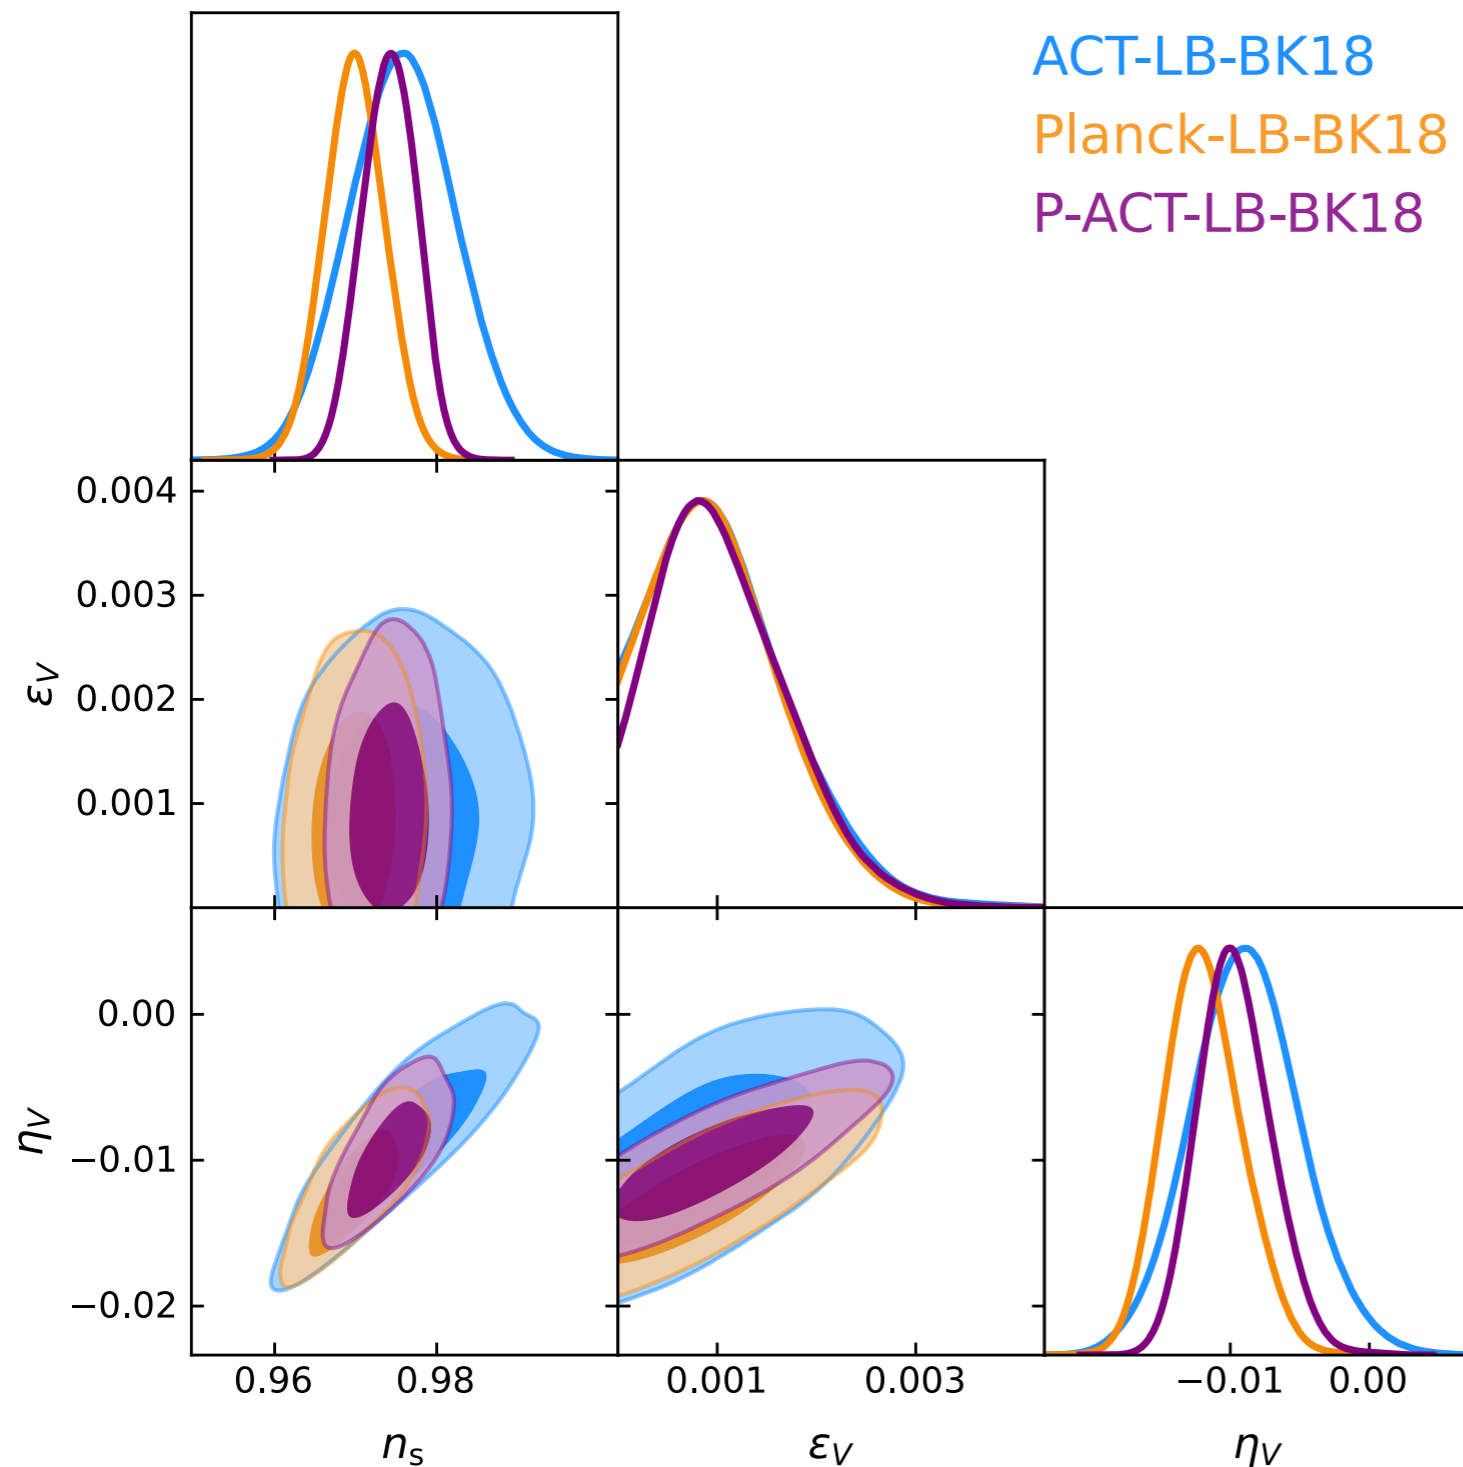 ACT-LB-BK18
Planck-LB-BK18
P-ACT-LB-BK18
0.004
0.003
0.002
0.001
εV
0.00
−0.01
−0.02
ηV
0.96 0.98 0.001 0.003 −0.01 0.00
ns εV ηV